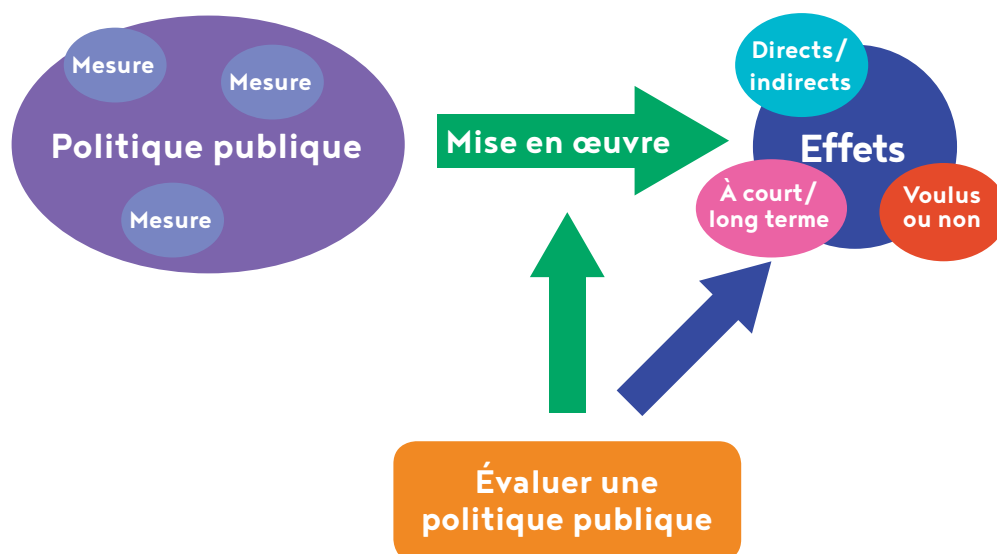 Mesure
Mesure
Politique publique
Mesure
Mise en œuvre
Directs/
indirects
Effets
À court/
long terme
Voulus
ou non
Évaluer une
politique publique